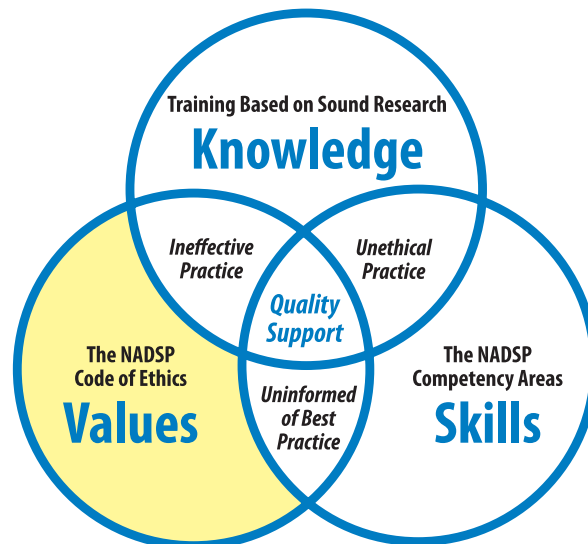 Training Based on Sound Research
Knowledge
Ineffective
Practice
Unethical
Practice
Quality
Support
The NADSP
Code of Ethics
Values
Uninformed
of Best
Practice
The NADSP
Competency Areas
Skills